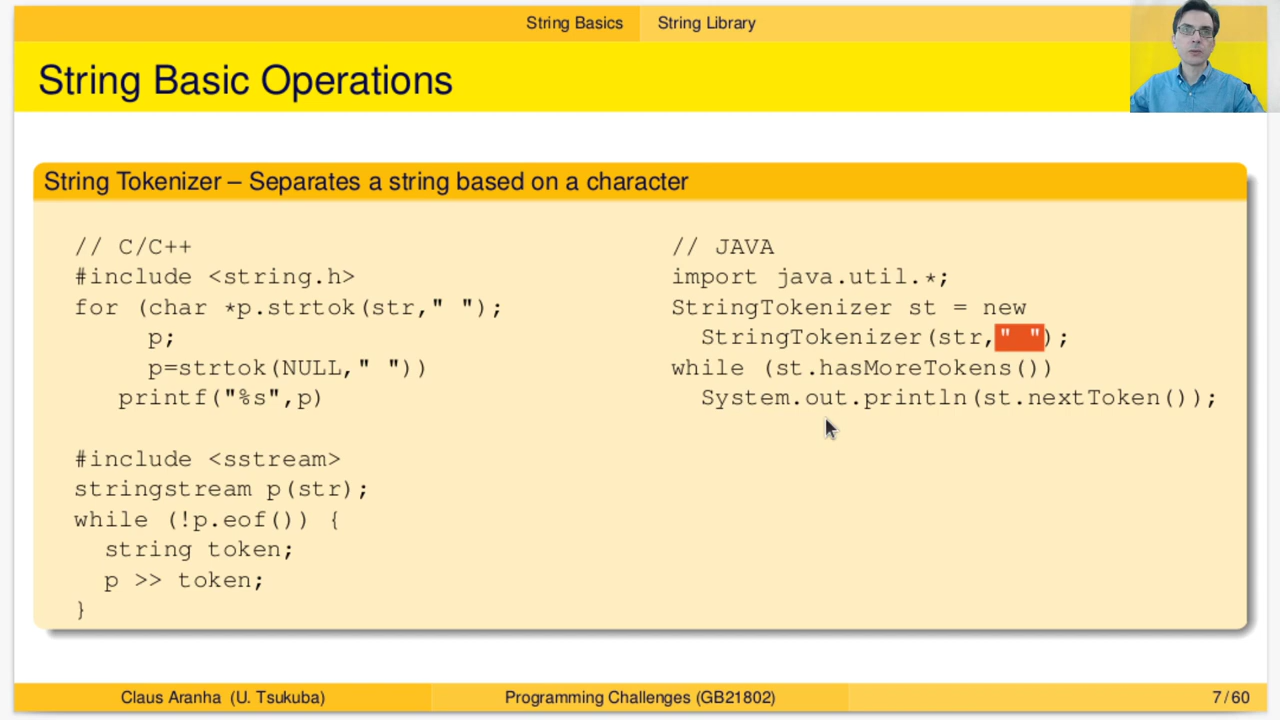 String Basics String Library
String Basic Operations
String Tokenizer – Separates a string based on a character
// C/C++
#include <string.h>
for (char *p.strtok(str," ");
p;
p=strtok(NULL," "))
printf("%s",p)
#include <sstream>
stringstream p(str);
while (!p.eof()) {
string token;
p >> token;
}
// JAVA
import java.util.*;
StringTokenizer st = new
StringTokenizer(str," ");
while (st.hasMoreTokens())
System.out.println(st.nextToken());
Claus Aranha (U. Tsukuba) Programming Challenges (GB21802) 7/60